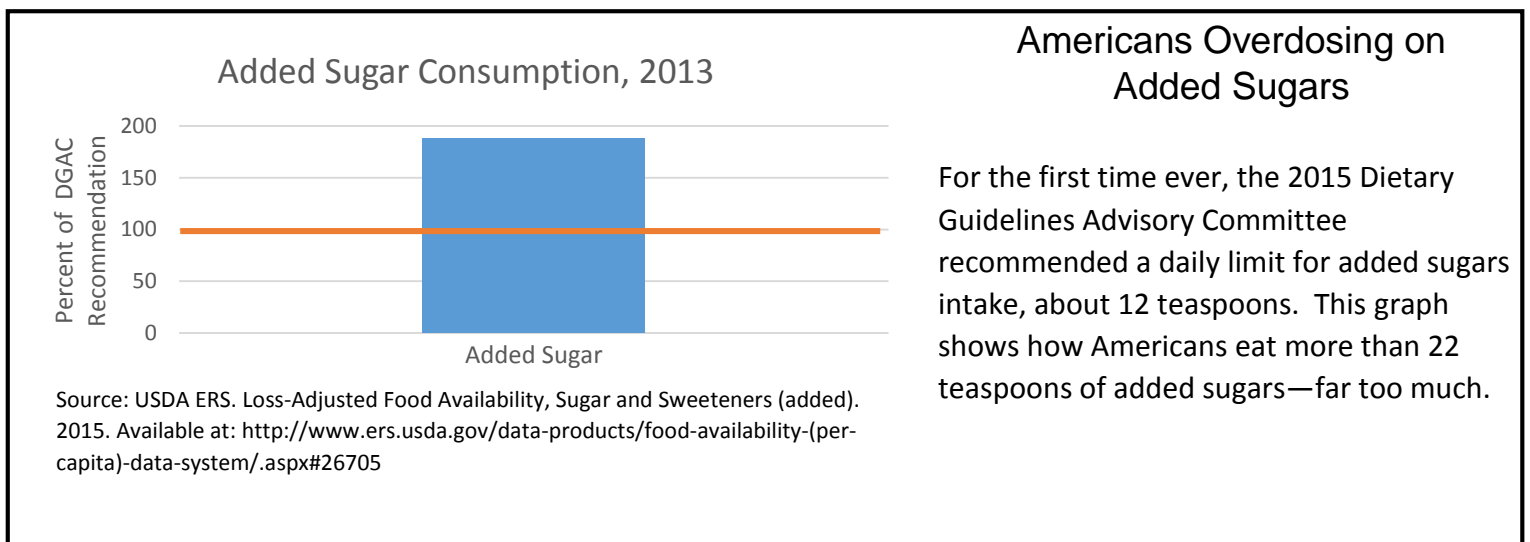 Added Sugar Consumption, 2013
Percent of DGAC
Recommendation
200
150
100
50
0
Added Sugar
Source: USDA ERS. Loss-Adjusted Food Availability, Sugar and Sweeteners (added).
2015. Available at: http://www.ers.usda.gov/data-products/food-availability-(per-
capita)-data-system/.aspx#26705
Americans Overdosing on
Added Sugars
For the first time ever, the 2015 Dietary
Guidelines Advisory Committee
recommended a daily limit for added sugars
intake, about 12 teaspoons.  This graph
shows how Americans eat more than 22
teaspoons of added sugars—far too much.